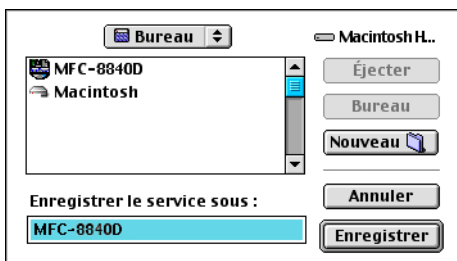 Bureau
Macintosh H...
MFC-8840D
Macintosh
Éjecter
Bureau
Nouveau
Enregistrer le service sous :
MFC-8840D
Annuler
Enregistrer